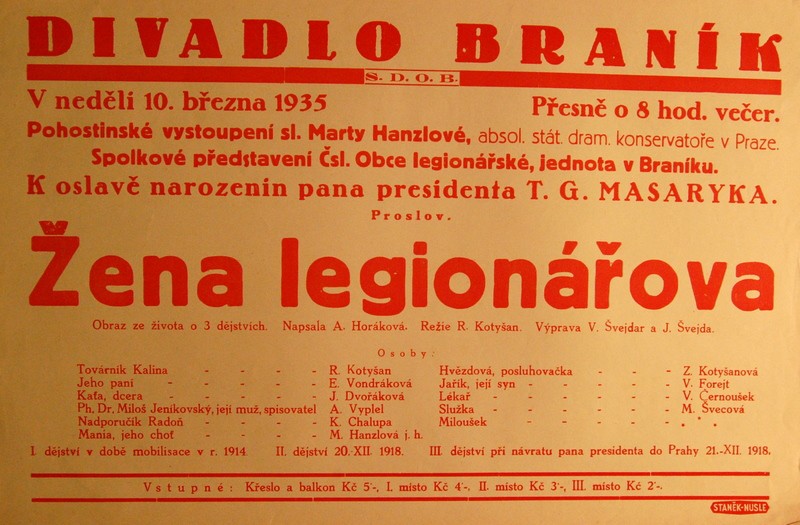 DIVADLO BRANÍK
S. D. O. B.
V neděli 10. března 1935 Přesně o 8 hod. večer.
Pohostinské vystoupení sl. Marty Hanzlové, absol. stát. dram. konservatoře v Praze.
Spolkové představení Čsl. Obce legionářské, jednota v Braníku.
K oslavě narozenin pana presidenta T. G. MASARYKA.
Proslov.
Žena legionářova
Obraz ze života o 3 dějstvích. Napsala A. Horáková. Režie R. Kotyšan. Výprava V. Švejdar a J. Švejda.
Osoby:
Továrník Kalina - - - - R. Kotyšan
Jeho paní - - - - - E. Vondráková
Kaťa, dcera - - - - J. Dvořáková
Ph. Dr. Miloš Jenikovský, její muž, spisovatel A. Vyplel
Nadporučík Radoň - - - - K. Chalupa
Mania, jeho choť - - - - M. Hanzlová j. h.
Hvězdová, posluhovačka - - - Z. Kotyšanová
Jařík, její syn - - - - - V. Forejt
Lékař - - - - - - V. Černoušek
Služka - - - - - M. Švecová
Miloušek - - - - - . * .
I. dějství v době mobilisace v r. 1914. II. dějství 20.-XII. 1918. III. dějství při návratu pana presidenta do Prahy 21.-XII. 1918.
Vstupné: Křeslo a balkon Kč 5'-, I. místo Kč 4'-, II. místo Kč 3'-, III. místo Kč 2'-.
STANĚK-NUSLE